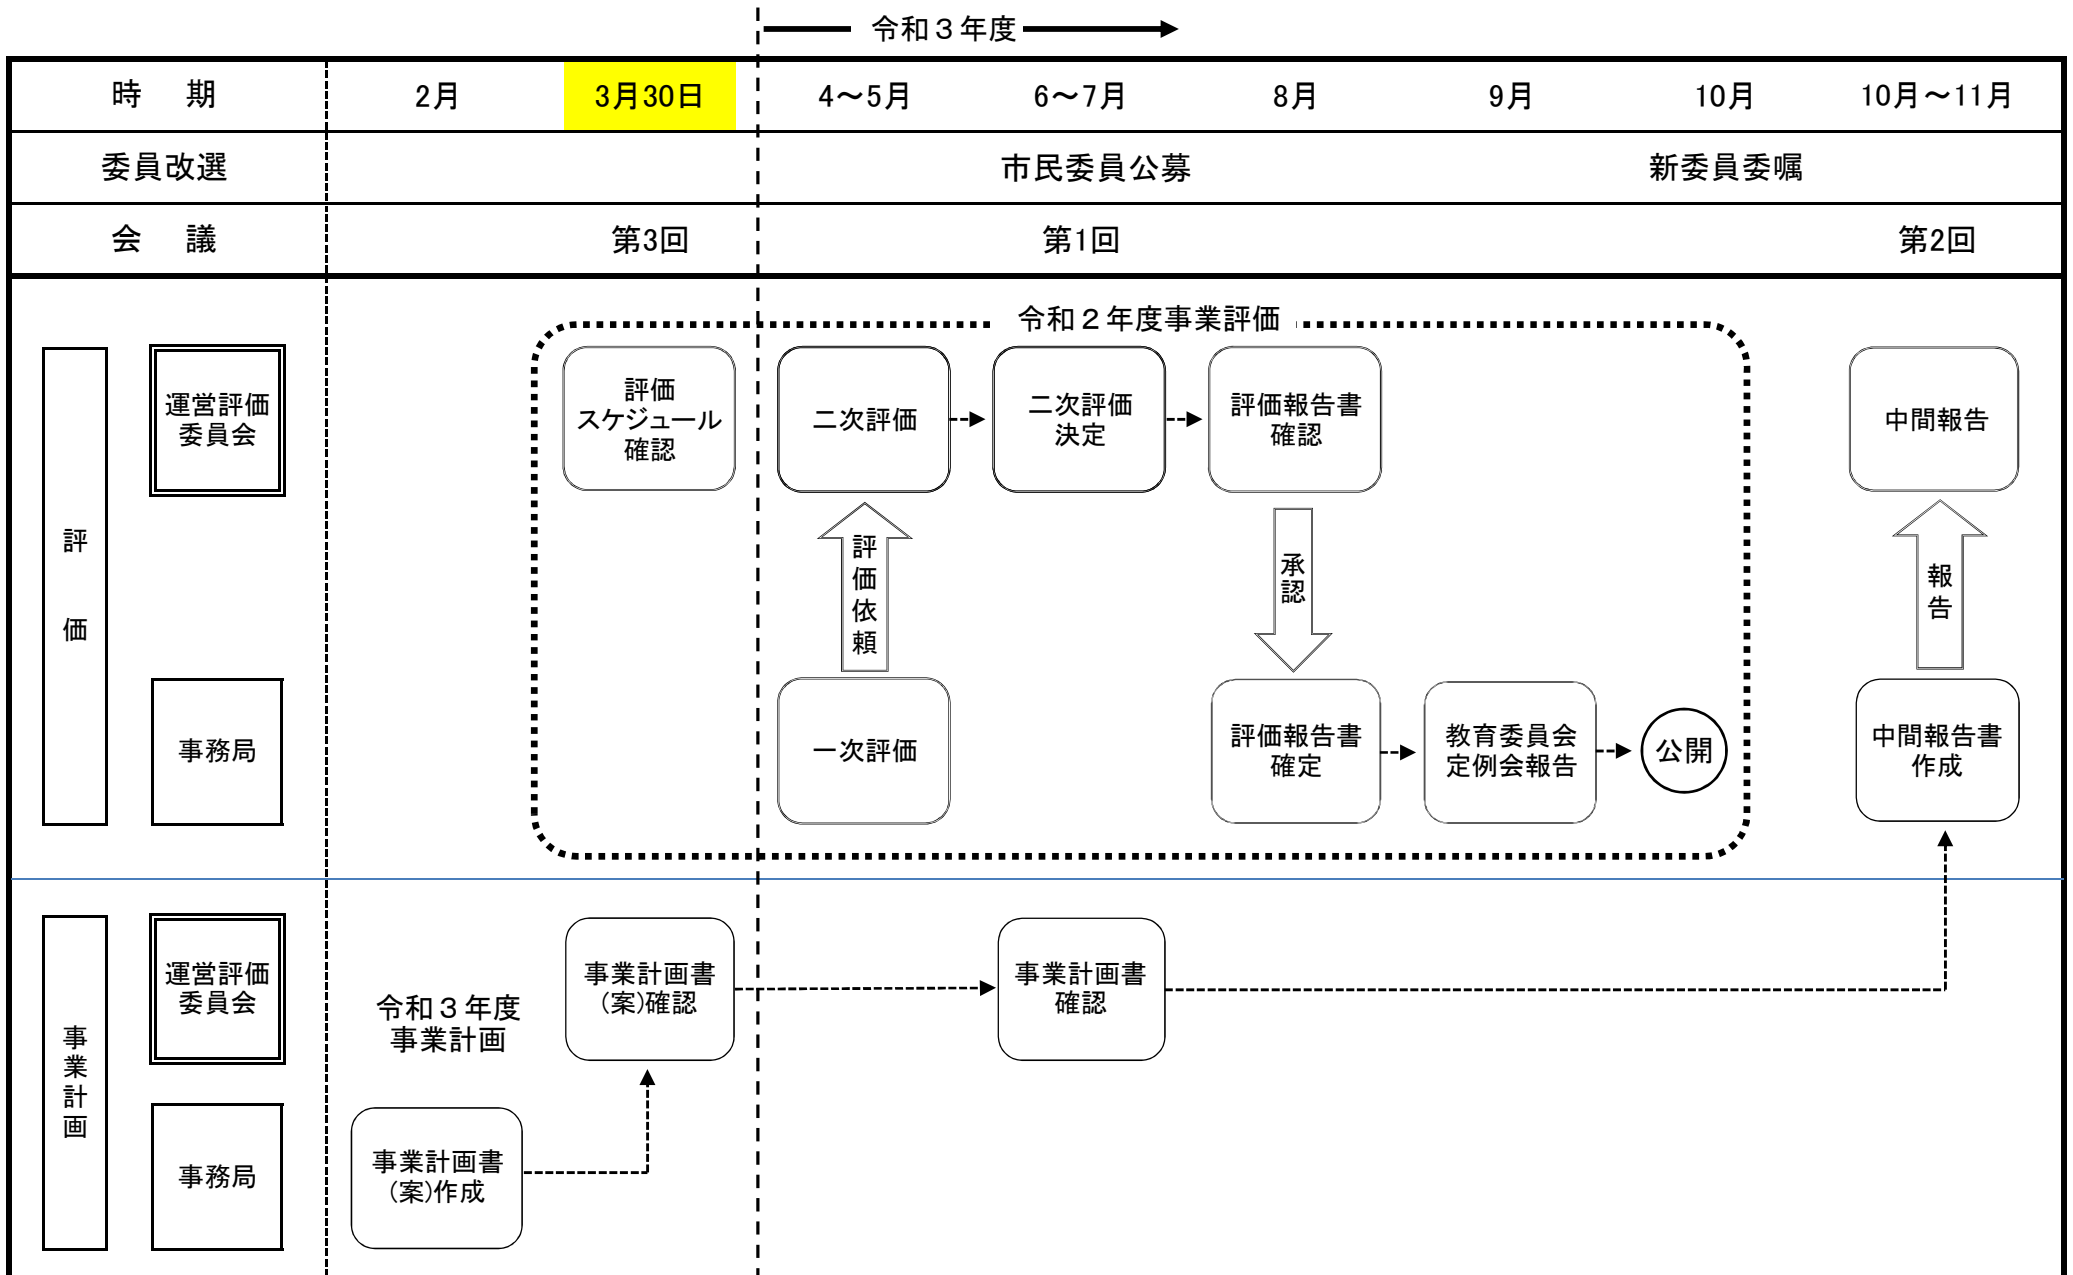 令和３年度
時　期
2月
3月30日
4～5月
6～7月
8月
9月
10月
10月～11月
委員改選
市民委員公募
新委員委嘱
会　議
第3回
第1回
第2回
令和２年度事業評価
評価
運営評価
委員会
評価
スケジュール
確認
二次評価
二次評価
決定
評価報告書
確認
中間報告
評価依頼
承認
報告
事務局
一次評価
評価報告書
確定
教育委員会
定例会報告
公開
中間報告書
作成
事業計画
運営評価
委員会
令和３年度
事業計画
事業計画書
(案)確認
事業計画書
確認
事務局
事業計画書
(案)作成